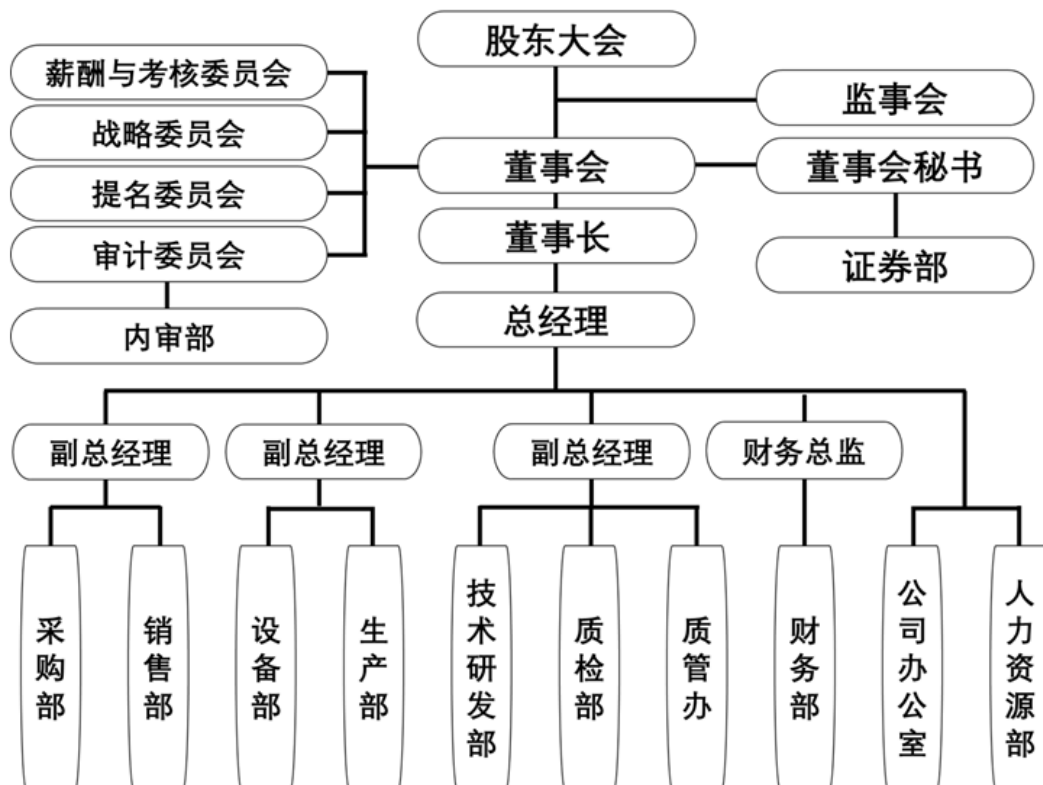 股东大会
薪酬与考核委员会
监事会
战略委员会
董事会
董事会秘书
提名委员会
董事长
审计委员会
证券部
总经理
内审部
副总经理
副总经理
副总经理
财务总监
采购部
销售部
设备部
生产部
技术研发部
质检部
质管办
财务部
公司办公室
人力资源部